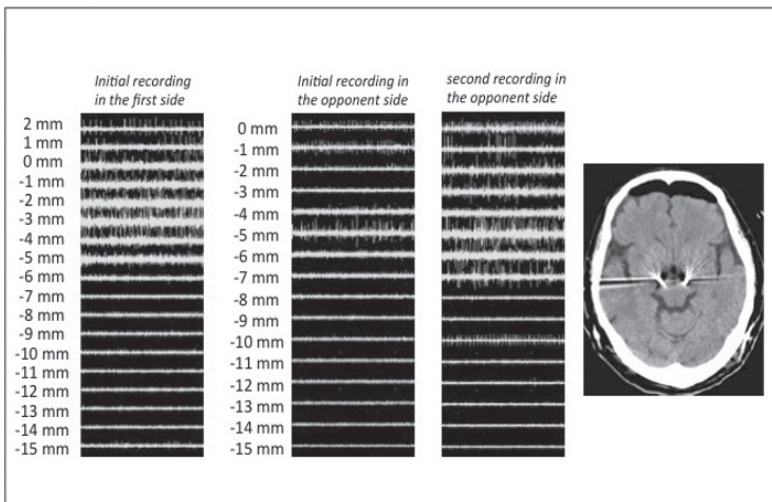 Initial recording
in the first side
2 mm
1 mm
0 mm
-1 mm
-2 mm
-3 mm
-4 mm
-5 mm
-6 mm
-7 mm
-8 mm
-9 mm
-10 mm
-11 mm
-12 mm
-13 mm
-14 mm
-15 mm
Initial recording in
the opponent side
0 mm
-1 mm
-2 mm
-3 mm
-4 mm
-5 mm
-6 mm
-7 mm
-8 mm
-9 mm
-10 mm
-11 mm
-12 mm
-13 mm
-14 mm
-15 mm
second recording in
the opponent side